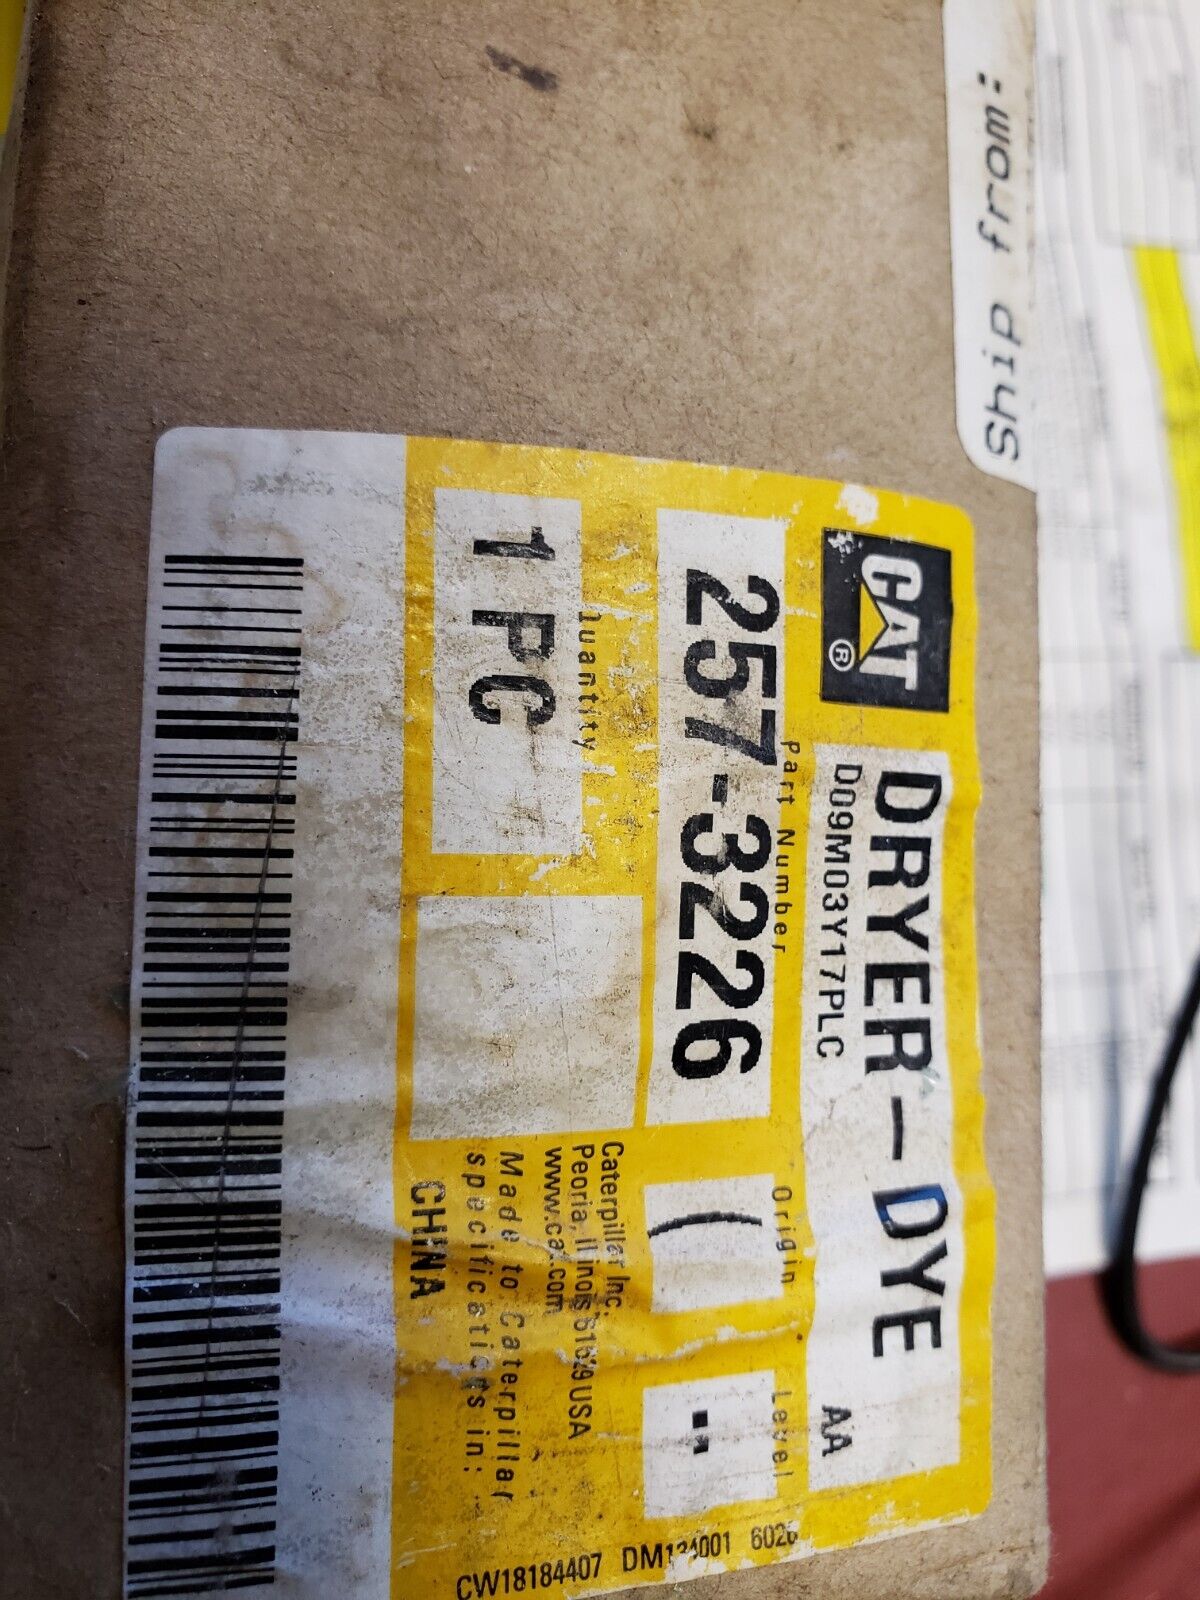 Ship from:
CAT®
DRYER-DYE
D09M03Y17PLC
AA
Part Number
257-3226
Origin
(
Level
--
Quantity
1 PC
Caterpillar Inc.
Peoria, Illinois 61629 USA
www.cat.com
Made to Caterpillar
specifications in:
CHINA
CW18184407